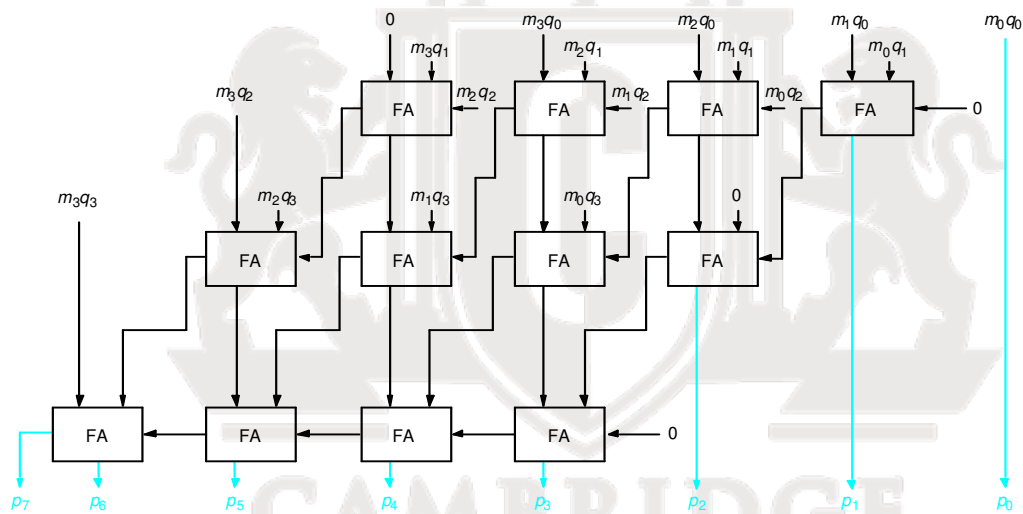 0 m₃q₀ m₂q₀ m₁q₀ m₀q₀
m₃q₁ m₂q₁ m₁q₁ m₀q₁
m₃q₂ FA m₂q₂ FA m₁q₂ FA m₀q₂ FA 0
m₃q₃ m₂q₃ m₁q₃ m₀q₃ 0
FA FA FA FA
FA FA FA FA 0
p₇ p₆ p₅ p₄ p₃ p₂ p₁ p₀
CAMBRIDGE